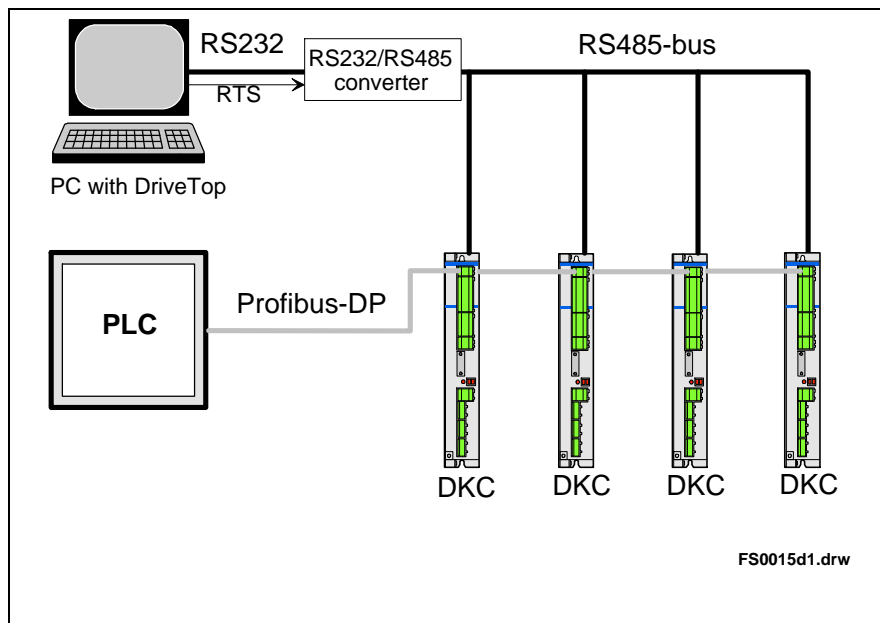 RS232
RS232/RS485
converter
RTS
RS485-bus
PC with DriveTop
PLC
Profibus-DP
DKC
DKC
DKC
DKC
FS0015d1.drw